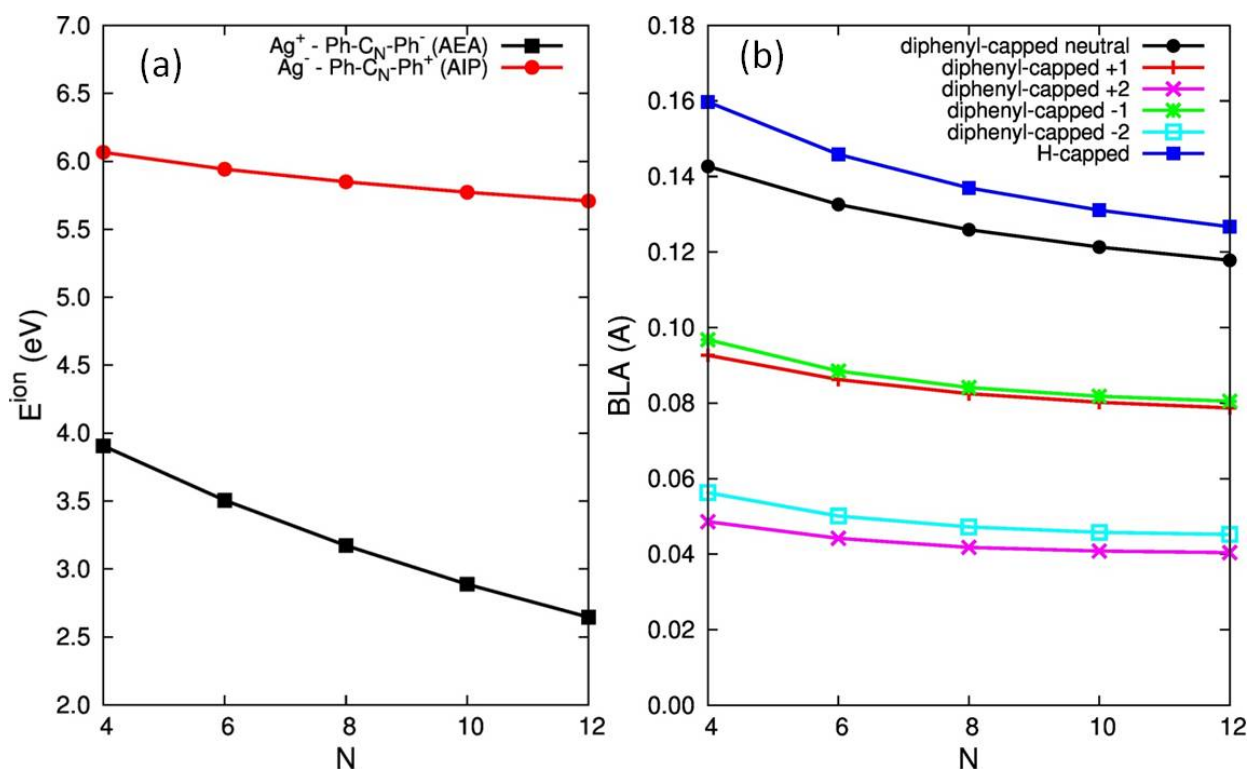 (a)
Ag⁺ - Ph-C_N-Ph⁻ (AEA)
Ag⁻ - Ph-C_N-Ph⁺ (AIP)
E^ion (eV)
7.0
6.5
6.0
5.5
5.0
4.5
4.0
3.5
3.0
2.5
2.0
4 6 8 10 12
N
(b)
diphenyl-capped neutral
diphenyl-capped +1
diphenyl-capped +2
diphenyl-capped -1
diphenyl-capped -2
H-capped
BLA (A)
0.18
0.16
0.14
0.12
0.10
0.08
0.06
0.04
0.02
0.00
4 6 8 10 12
N